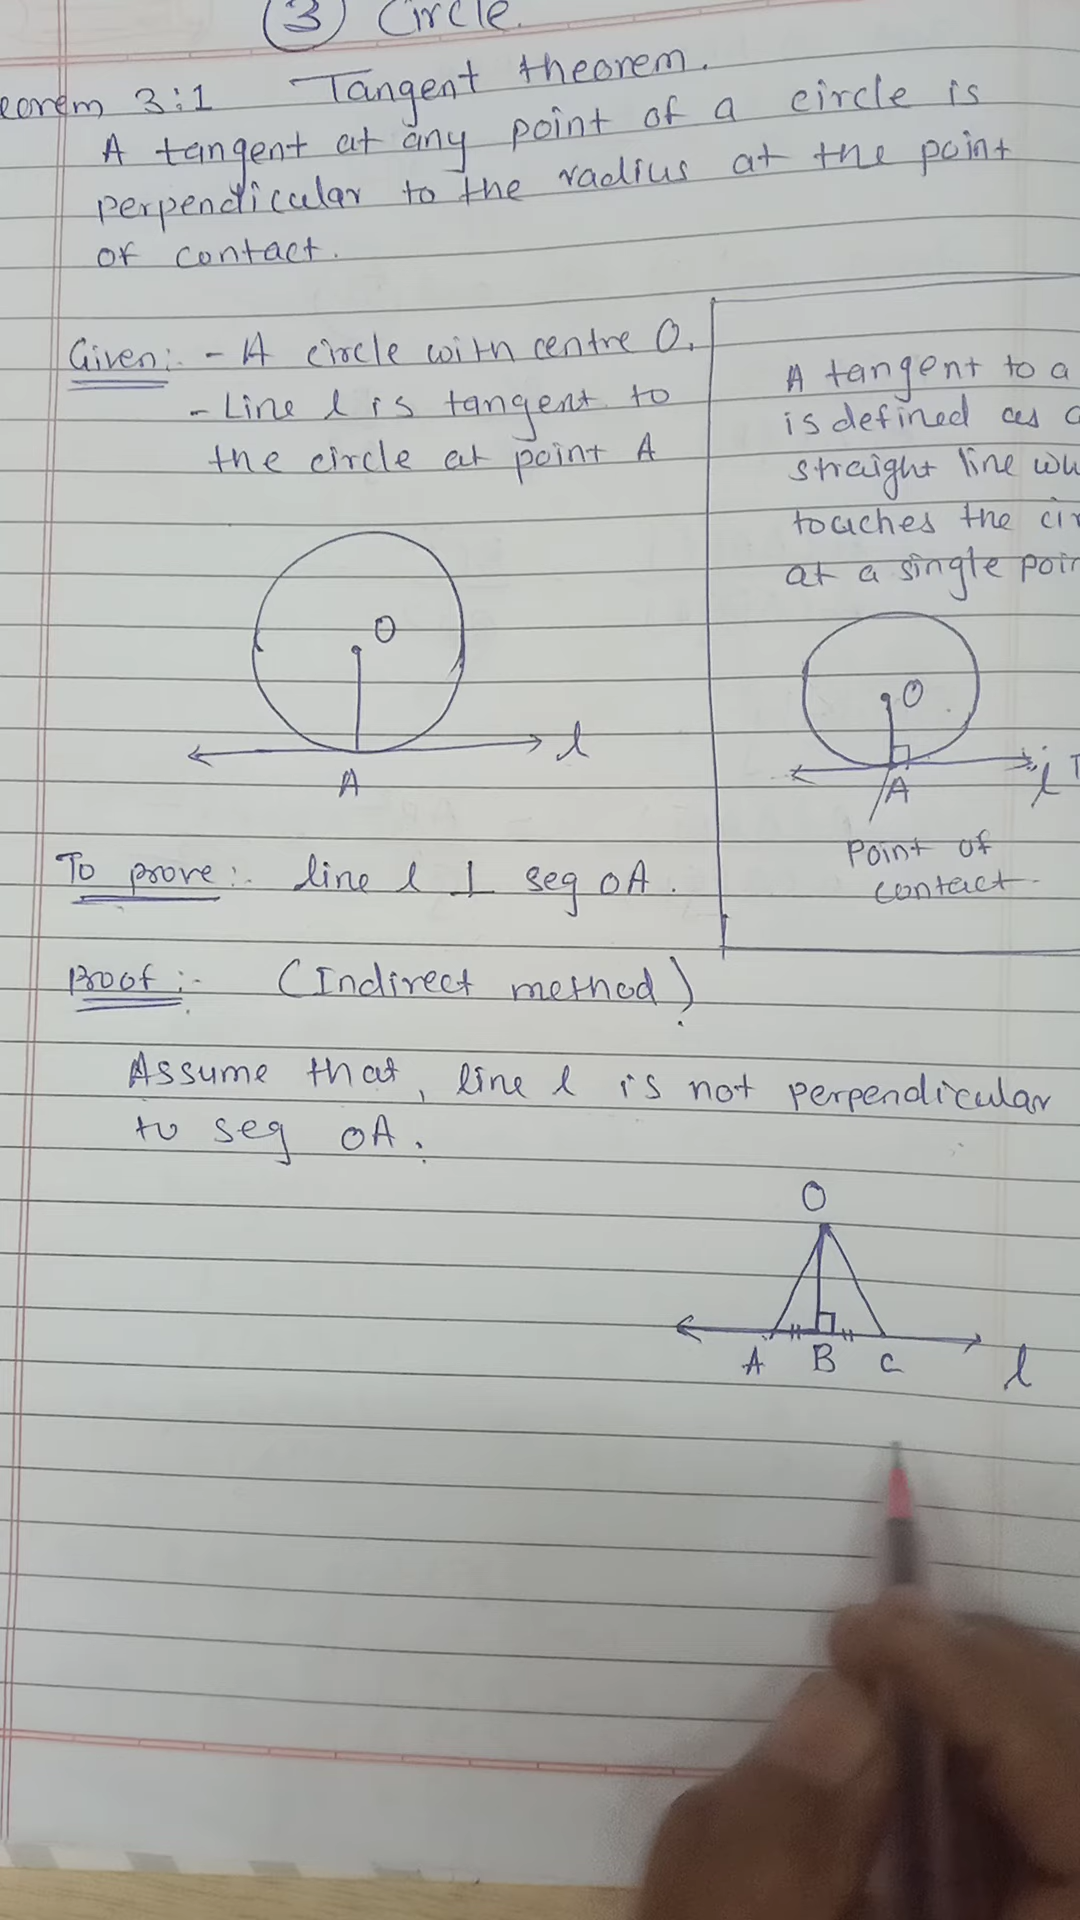 ③ Circle.
eorem 3:1 Tangent theorem.
A tangent at any point of a circle is
perpendicular to the radius at the point
of contact.
Given:- - A circle with centre O.
- Line l is tangent to
the circle at point A
O
l
A
A tangent to a
is defined as a
straight line wh
touches the cir
at a single poin
O
A
l
Point of
contact.
To prove:- line l ⊥ seg OA.
Proof:- (Indirect method)
Assume that, line l is not perpendicular
to seg OA.
O
A B C
l